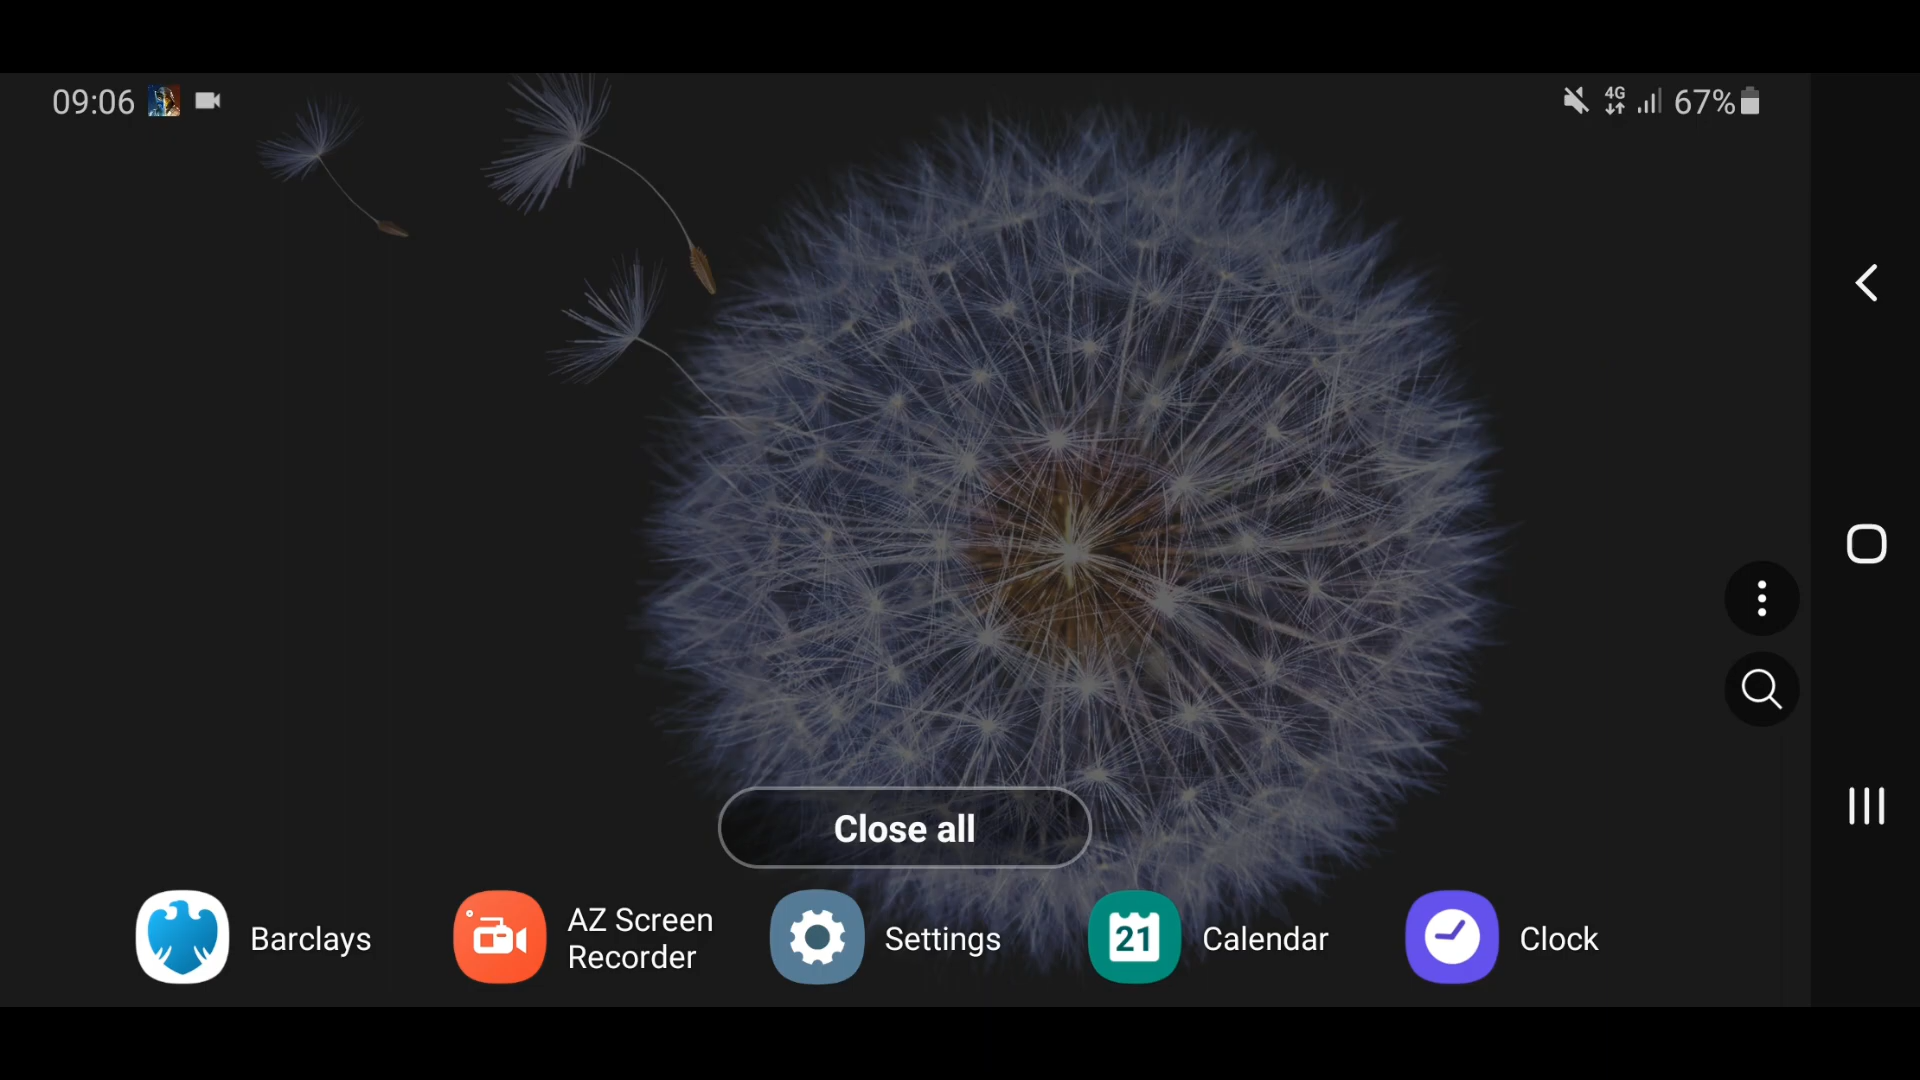 09:06
4G
67%
Close all
Barclays
AZ Screen
Recorder
Settings
21
Calendar
Clock